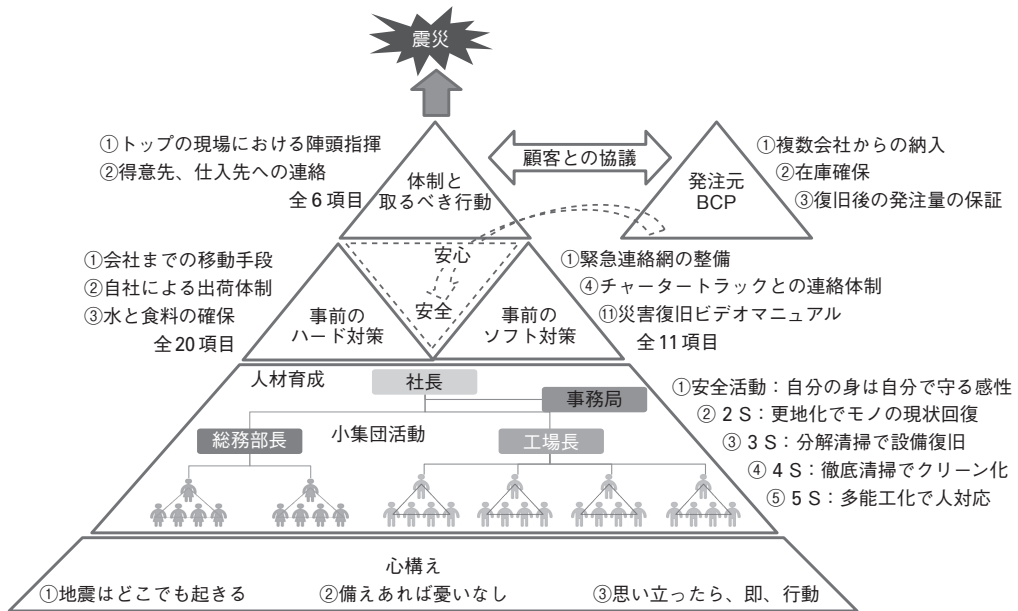 震災
①トップの現場における陣頭指揮
②得意先、仕入先への連絡
全6項目
体制と
取るべき行動
顧客との協議
発注元
BCP
①複数会社からの納入
②在庫確保
③復旧後の発注量の保証
①会社までの移動手段
②自社による出荷体制
③水と食料の確保
全20項目
事前の
ハード対策
安心
安全
事前の
ソフト対策
①緊急連絡網の整備
④チャータートラックとの連絡体制
⑪災害復旧ビデオマニュアル
全11項目
人材育成
社長
事務局
総務部長
小集団活動
工場長
①安全活動：自分の身は自分で守る感性
②2S：更地化でモノの現状回復
③3S：分解清掃で設備復旧
④4S：徹底清掃でクリーン化
⑤5S：多能工化で人対応
心構え
①地震はどこでも起きる
②備えあれば憂いなし
③思い立ったら、即、行動